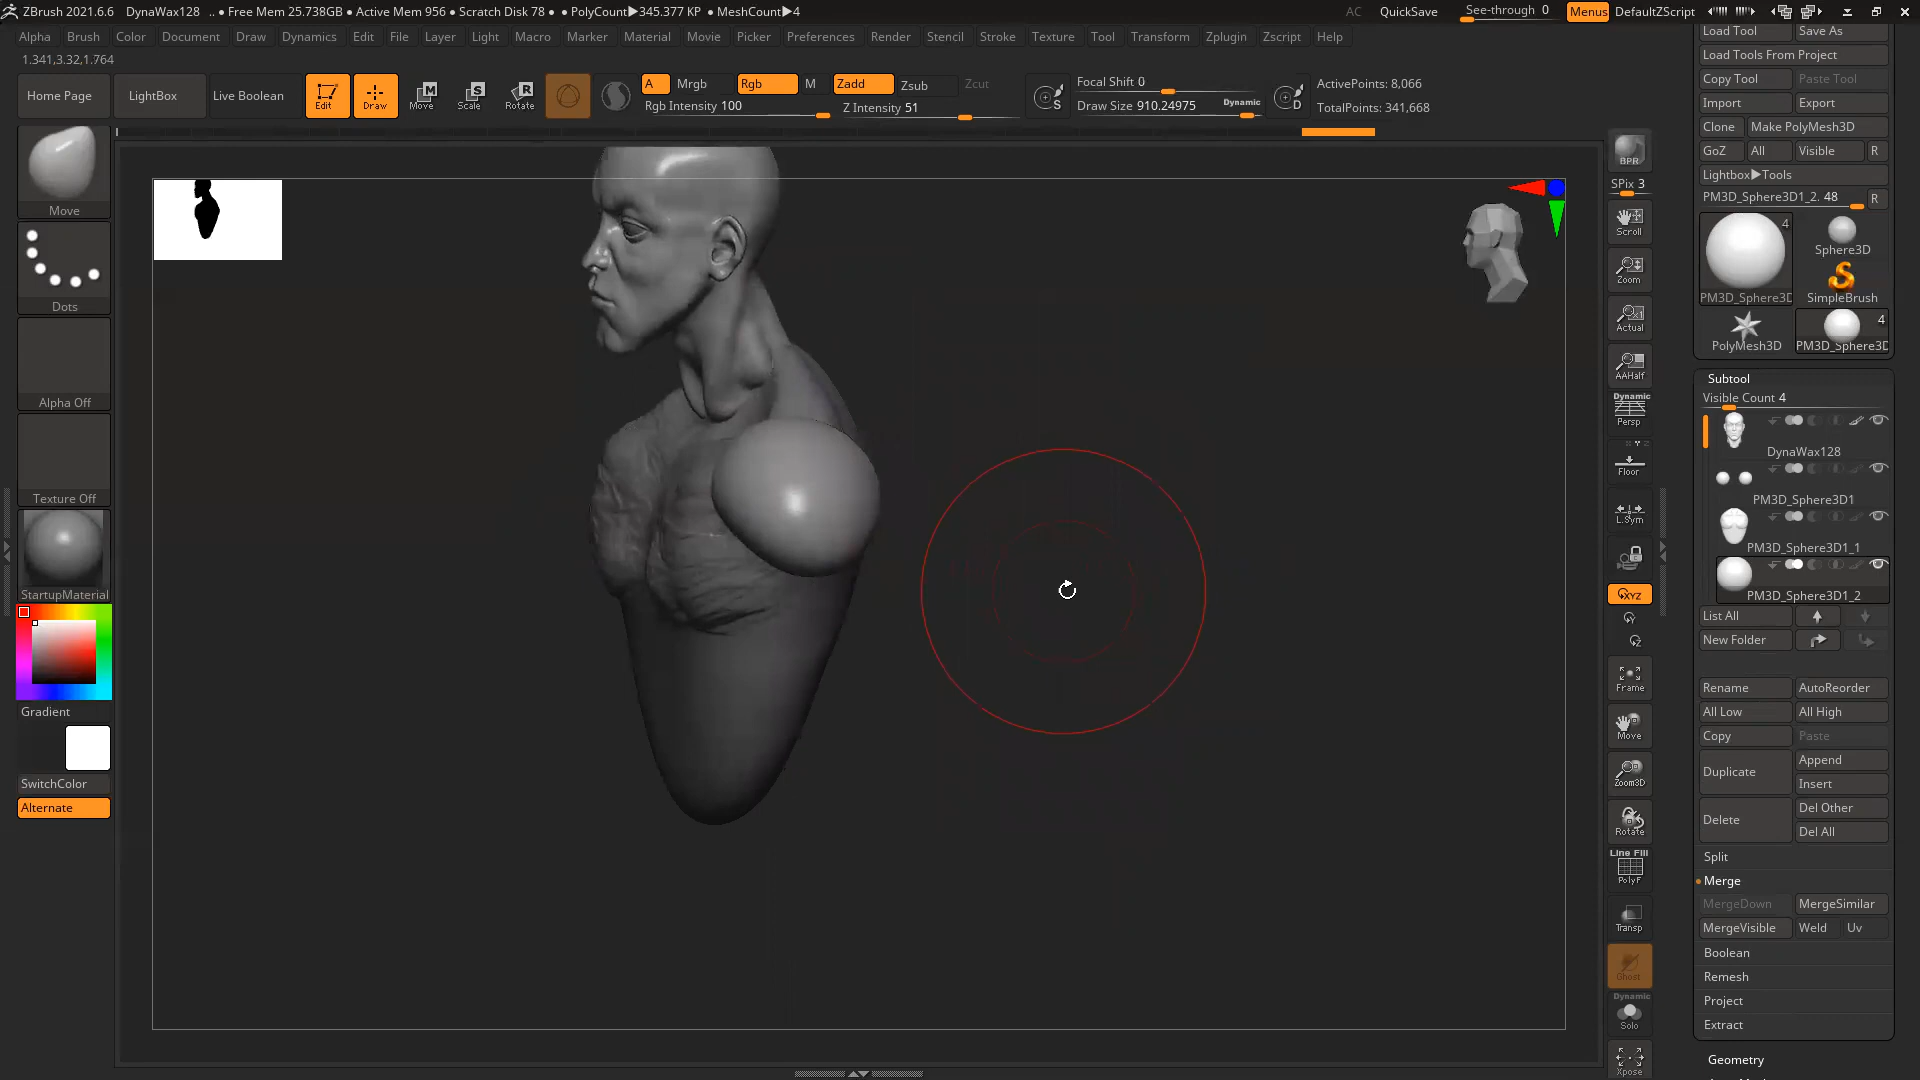 ZBrush 2021.6.6 DynaWax128 .. • Free Mem 25.738GB • Active Mem 956 • Scratch Disk 78 • • PolyCount▶345.377 KP • MeshCount▶4 AC QuickSave See-through 0 Menus DefaultZScript
Alpha Brush Color Document Draw Dynamics Edit File Layer Light Macro Marker Material Movie Picker Preferences Render Stencil Stroke Texture Tool Transform Zplugin Zscript Help
1.341,3.32,1.764
Home Page LightBox Live Boolean Edit Draw Move Scale Rotate
A Mrgb Rgb M Zadd Zsub Zcut
Rgb Intensity 100 Z Intensity 51
S Focal Shift 0
Draw Size 910.24975 Dynamic D
ActivePoints: 8,066
TotalPoints: 341,668
Move
Dots
Alpha Off
Texture Off
StartupMaterial
Gradient
SwitchColor
Alternate
BPR
SPix 3
Scroll
Zoom
Actual
AAHalf
Dynamic
Persp
Floor
L.Sym
XYZ
Frame
Move
Zoom3D
Rotate
Line Fill
PolyF
Transp
Ghost
Dynamic
Solo
Xpose
Load Tool Save As
Load Tools From Project
Copy Tool Paste Tool
Import Export
Clone Make PolyMesh3D
GoZ All Visible R
Lightbox▶Tools
PM3D_Sphere3D1_2. 48 R
4
Sphere3D
PM3D_Sphere3D SimpleBrush
4
PolyMesh3D PM3D_Sphere3D
Subtool
Visible Count 4
DynaWax128
PM3D_Sphere3D1
PM3D_Sphere3D1_1
PM3D_Sphere3D1_2
List All
New Folder
Rename AutoReorder
All Low All High
Copy Paste
Duplicate Append
Insert
Delete Del Other
Del All
Split
Merge
MergeDown MergeSimilar
MergeVisible Weld Uv
Boolean
Remesh
Project
Extract
Geometry